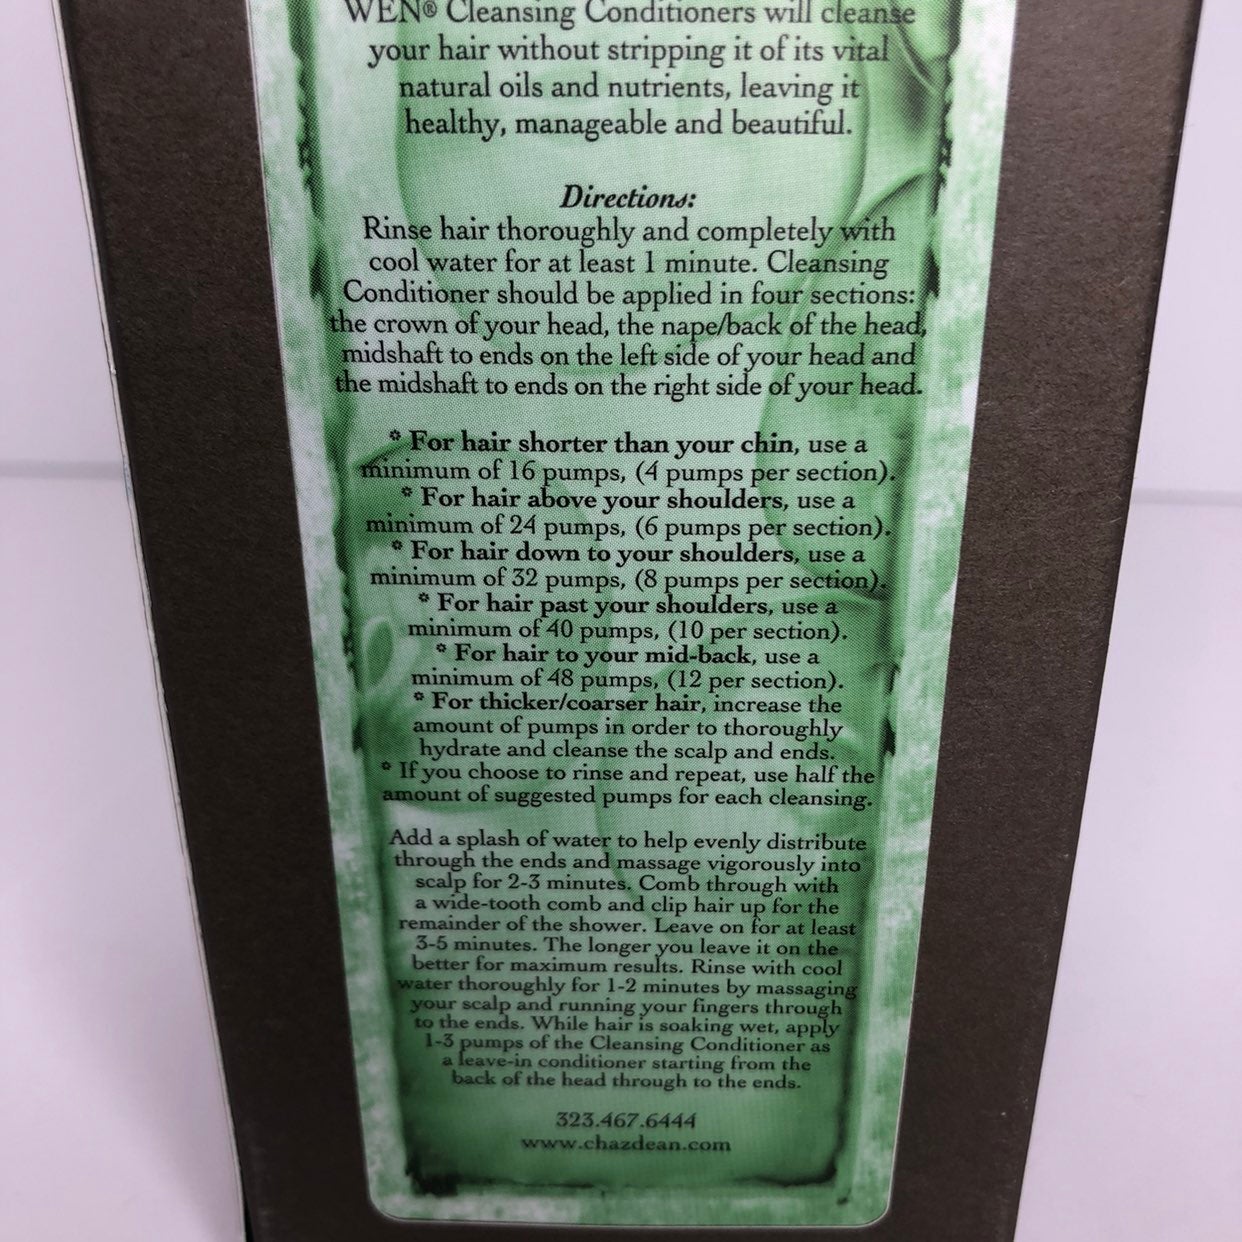 WEN® Cleansing Conditioners will cleanse
your hair without stripping it of its vital
natural oils and nutrients, leaving it
healthy, manageable and beautiful.
Directions:
Rinse hair thoroughly and completely with
cool water for at least 1 minute. Cleansing
Conditioner should be applied in four sections:
the crown of your head, the nape/back of the head,
midshaft to ends on the left side of your head and
the midshaft to ends on the right side of your head.
* For hair shorter than your chin, use a
minimum of 16 pumps, (4 pumps per section).
* For hair above your shoulders, use a
minimum of 24 pumps, (6 pumps per section).
* For hair down to your shoulders, use a
minimum of 32 pumps, (8 pumps per section).
* For hair past your shoulders, use a
minimum of 40 pumps, (10 per section).
* For hair to your mid-back, use a
minimum of 48 pumps, (12 per section).
* For thicker/coarser hair, increase the
amount of pumps in order to thoroughly
hydrate and cleanse the scalp and ends.
* If you choose to rinse and repeat, use half the
amount of suggested pumps for each cleansing.
Add a splash of water to help evenly distribute
through the ends and massage vigorously into
scalp for 2-3 minutes. Comb through with
a wide-tooth comb and clip hair up for the
remainder of the shower. Leave on for at least
3-5 minutes. The longer you leave it on the
better for maximum results. Rinse with cool
water thoroughly for 1-2 minutes by massaging
your scalp and running your fingers through
to the ends. While hair is soaking wet, apply
1-3 pumps of the Cleansing Conditioner as
a leave-in conditioner starting from the
back of the head through to the ends.
323.467.6444
www.chazdean.com